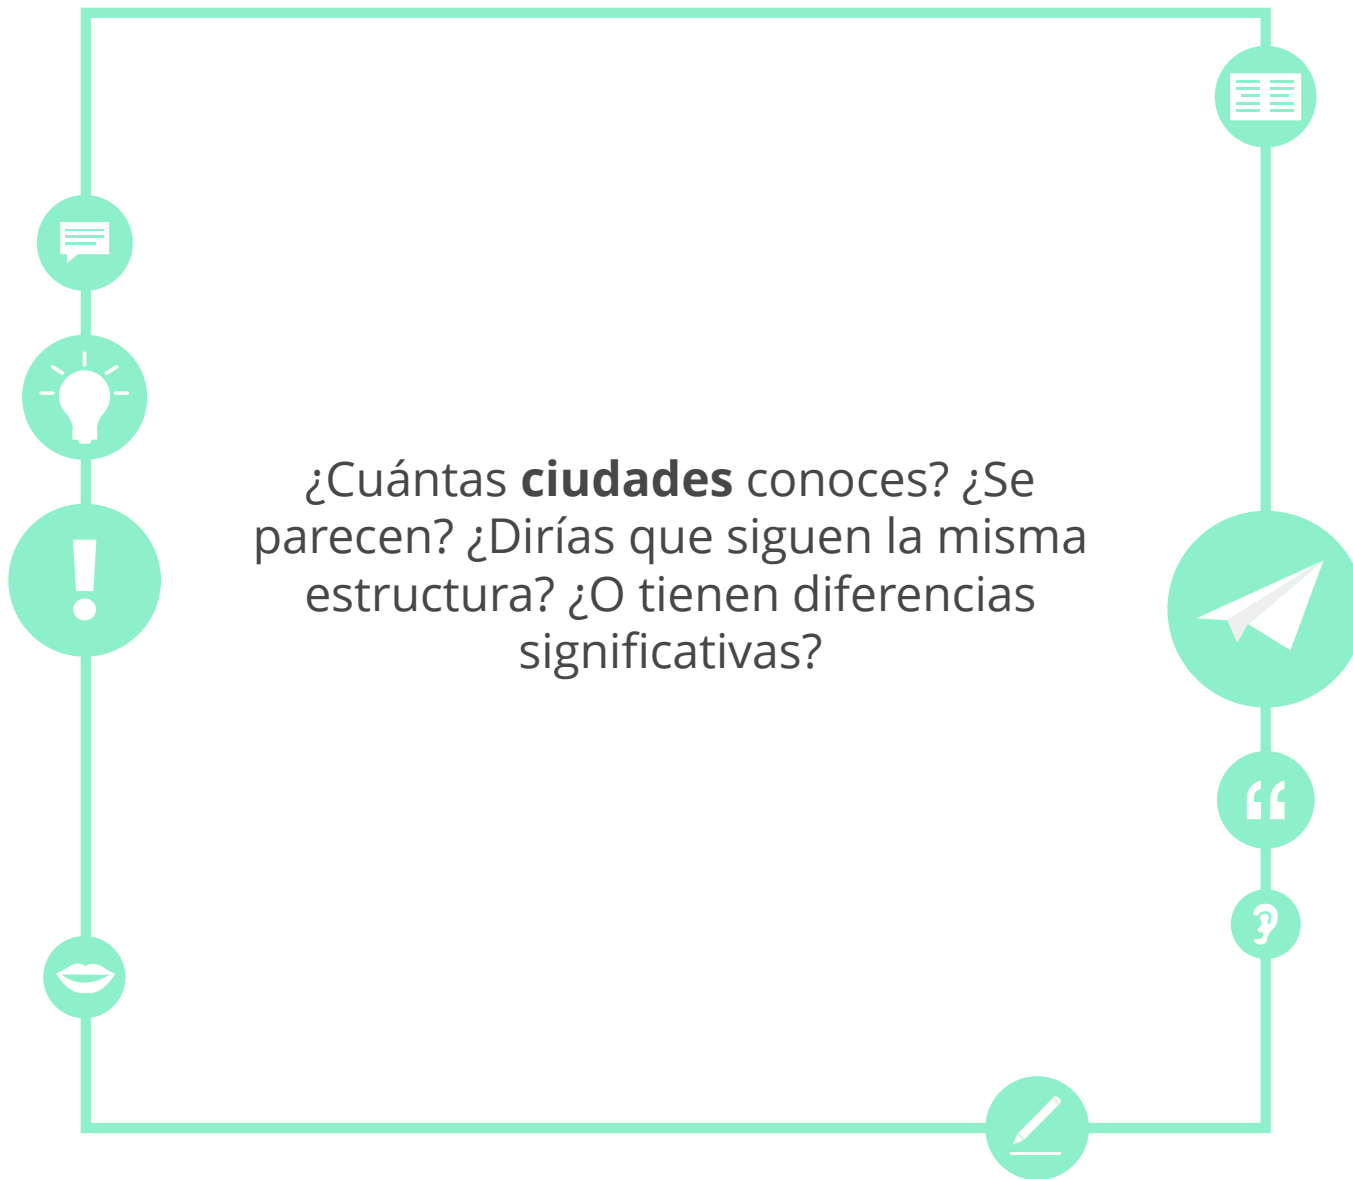 ¿Cuántas ciudades conoces? ¿Se
parecen? ¿Dirías que siguen la misma
estructura? ¿O tienen diferencias
significativas?